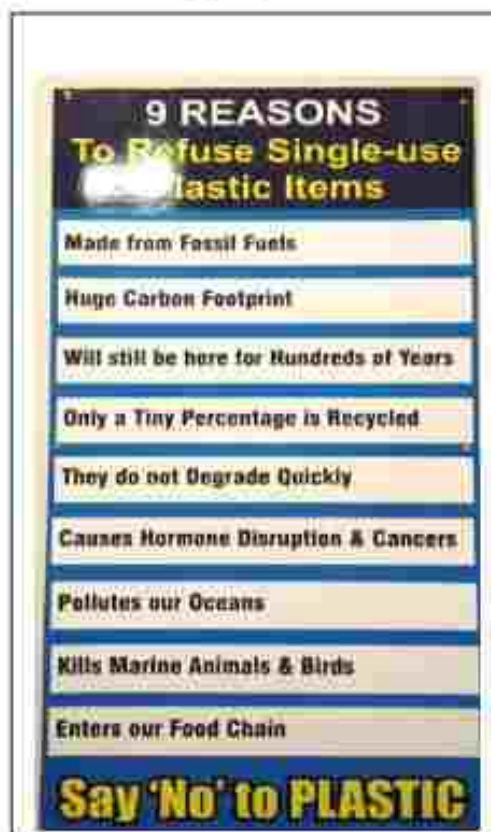 9 REASONS
To Refuse Single-use
Plastic Items
Made from Fossil Fuels
Huge Carbon Footprint
Will still be here for Hundreds of Years
Only a Tiny Percentage is Recycled
They do not Degrade Quickly
Causes Hormone Disruption & Cancers
Pollutes our Oceans
Kills Marine Animals & Birds
Enters our Food Chain
Say 'No' to PLASTIC